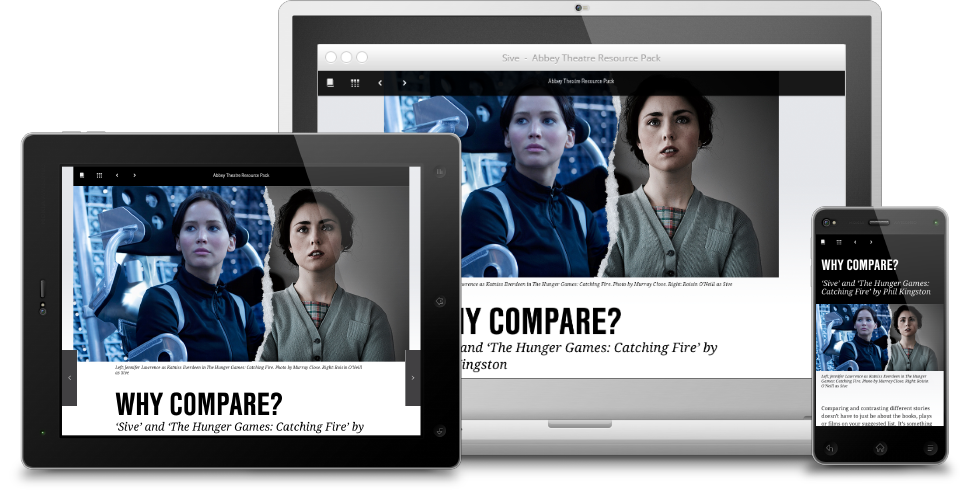 Sive - Abbey Theatre Resource Pack
Abbey Theatre Resource Pack
rence as Katniss Everdeen in The Hunger Games: Catching Fire. Photo by Murray Close. Right: Roisin O'Neill as Sive
HY COMPARE?
and 'The Hunger Games: Catching Fire' by
ingston
Abbey Theatre Resource Pack
Left: Jennifer Lawrence as Katniss Everdeen in The Hunger Games: Catching Fire. Photo by Murray Close. Right: Roisin O'Neill
as Sive
WHY COMPARE?
'Sive' and 'The Hunger Games: Catching Fire' by
WHY COMPARE?
'Sive' and 'The Hunger Games:
Catching Fire' by Phil Kingston
Left: Jennifer Lawrence as Katniss Everdeen in The Hunger
Games: Catching Fire. Photo by Murray Close. Right: Roisin
O'Neill as Sive
Comparing and contrasting different stories
doesn't have to just be about the books, plays
or films on your suggested list. It's something